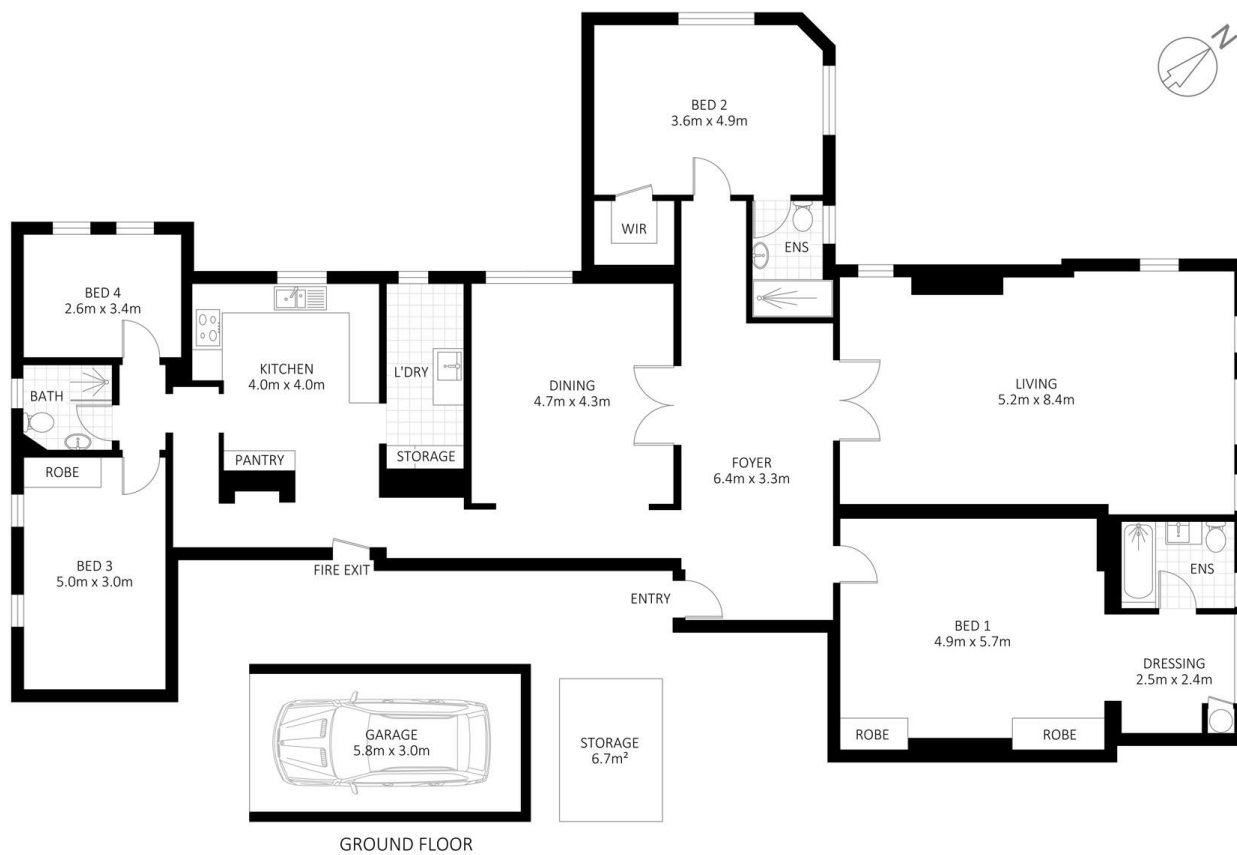 N
BED 2
3.6m x 4.9m
WIR
ENS
BED 4
2.6m x 3.4m
KITCHEN
4.0m x 4.0m
L'DRY
DINING
4.7m x 4.3m
LIVING
5.2m x 8.4m
BATH
ROBE
PANTRY
STORAGE
FOYER
6.4m x 3.3m
BED 3
5.0m x 3.0m
FIRE EXIT
ENTRY
ENS
BED 1
4.9m x 5.7m
DRESSING
2.5m x 2.4m
GARAGE
5.8m x 3.0m
STORAGE
6.7m²
ROBE
ROBE
GROUND FLOOR